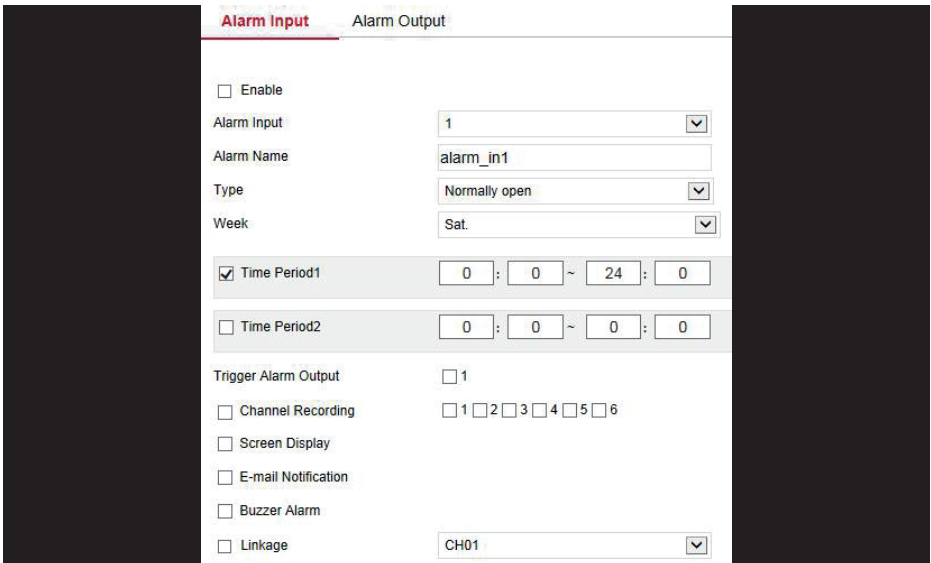 Alarm Input Alarm Output
Enable
Alarm Input 1
Alarm Name alarm_in1
Type Normally open
Week Sat.
Time Period1 0 : 0 ~ 24 : 0
Time Period2 0 : 0 ~ 0 : 0
Trigger Alarm Output 1
Channel Recording 1 2 3 4 5 6
Screen Display
E-mail Notification
Buzzer Alarm
Linkage CH01